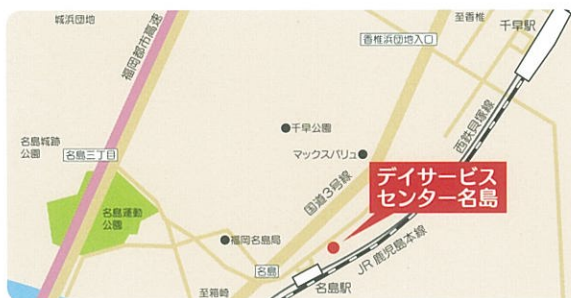 城浜団地
福岡都市高速
至香椎
千早駅
香椎浜団地入口
千早公園
西鉄貝塚線
名島城跡
公園
名島三丁目
マックスバリュ
国道3号線
デイサービス
センター名島
名島運動
公園
福岡名島局
名島
JR鹿児島本線
至箱崎
名島駅